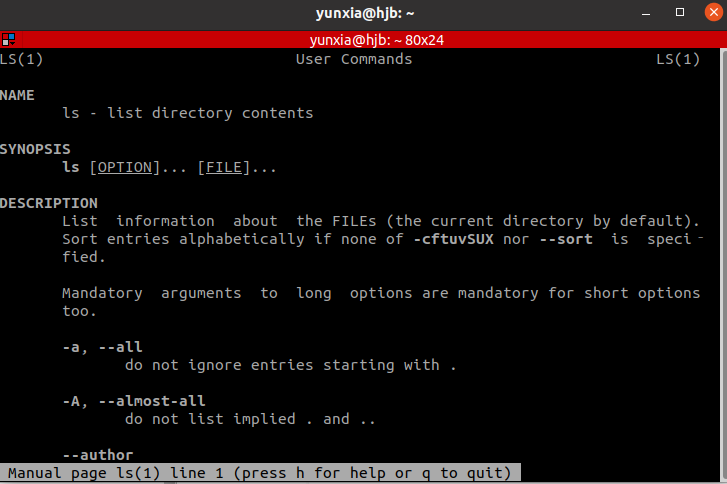 yunxia@hjb: ~
yunxia@hjb: ~ 80x24
LS(1) User Commands LS(1)
NAME
ls - list directory contents
SYNOPSIS
ls [OPTION]... [FILE]...
DESCRIPTION
List information about the FILEs (the current directory by default).
Sort entries alphabetically if none of -cftuvSUX nor --sort is speci-
fied.
Mandatory arguments to long options are mandatory for short options
too.
-a, --all
do not ignore entries starting with .
-A, --almost-all
do not list implied . and ..
--author
Manual page ls(1) line 1 (press h for help or q to quit)